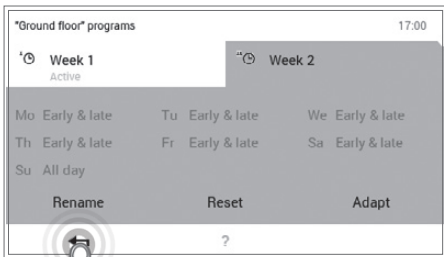 "Ground floor" programs 17:00
Week 1 Week 2
Active
Mo Early & late Tu Early & late We Early & late
Th Early & late Fr Early & late Sa Early & late
Su All day
Rename Reset Adapt
?